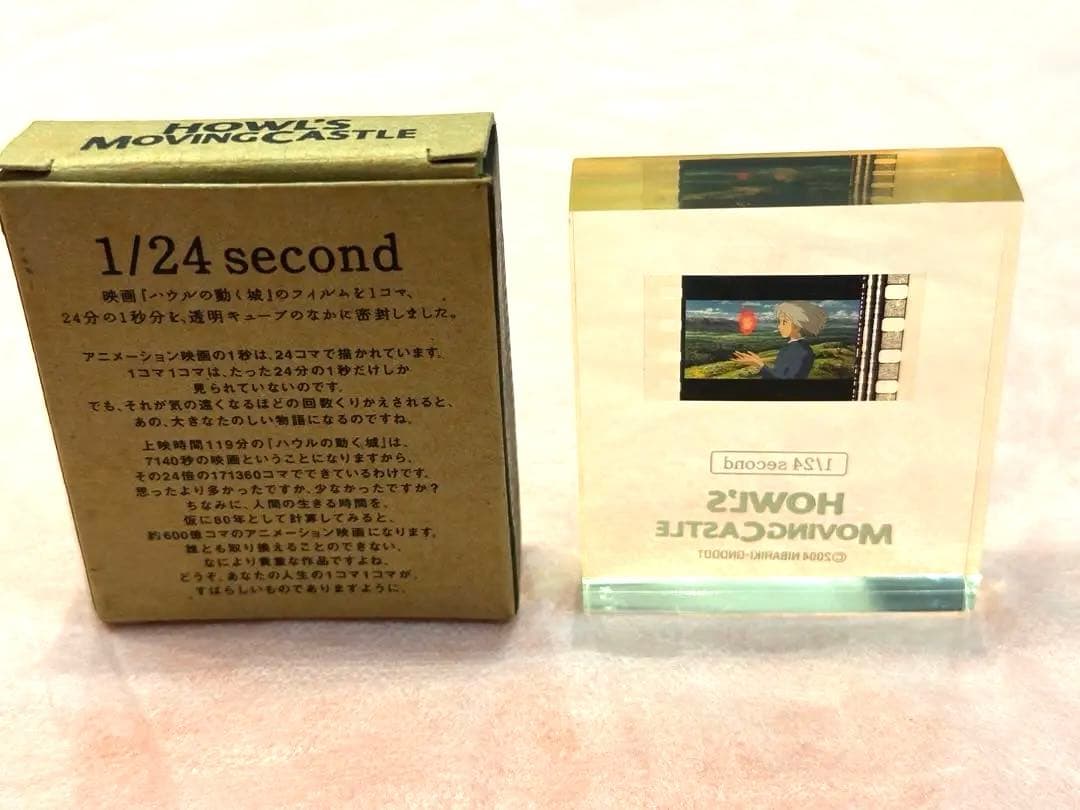 HOWL'S
MOVINGCASTLE
1/24 second
映画『ハウルの動く城』のフィルムを1コマ、
24分の1秒分を、透明キューブのなかに密封しました。
アニメーション映画の1秒は、24コマで描かれています。
1コマ1コマは、たった24分の1秒だけしか
見られていないのです。
でも、それが気の遠くなるほどの回数くりかえされると、
あの、大きなたのしい物語になるのですね。
上映時間119分の『ハウルの動く城』は、
7140秒の映画ということになりますから、
その24倍の171360コマでできているわけです。
思ったより多かったですか、少なかったですか?
ちなみに、人間の生きる時間を、
仮に80年として計算してみると、
約600億コマのアニメーション映画になります。
誰とも取り換えることのできない、
なにより貴重な作品ですよね。
どうぞ、あなたの人生の1コマ1コマが、
すばらしいものでありますように。
1/24 second
HOWL'S
MOVINGCASTLE
©2004 NIBARIKI-GNDDDT